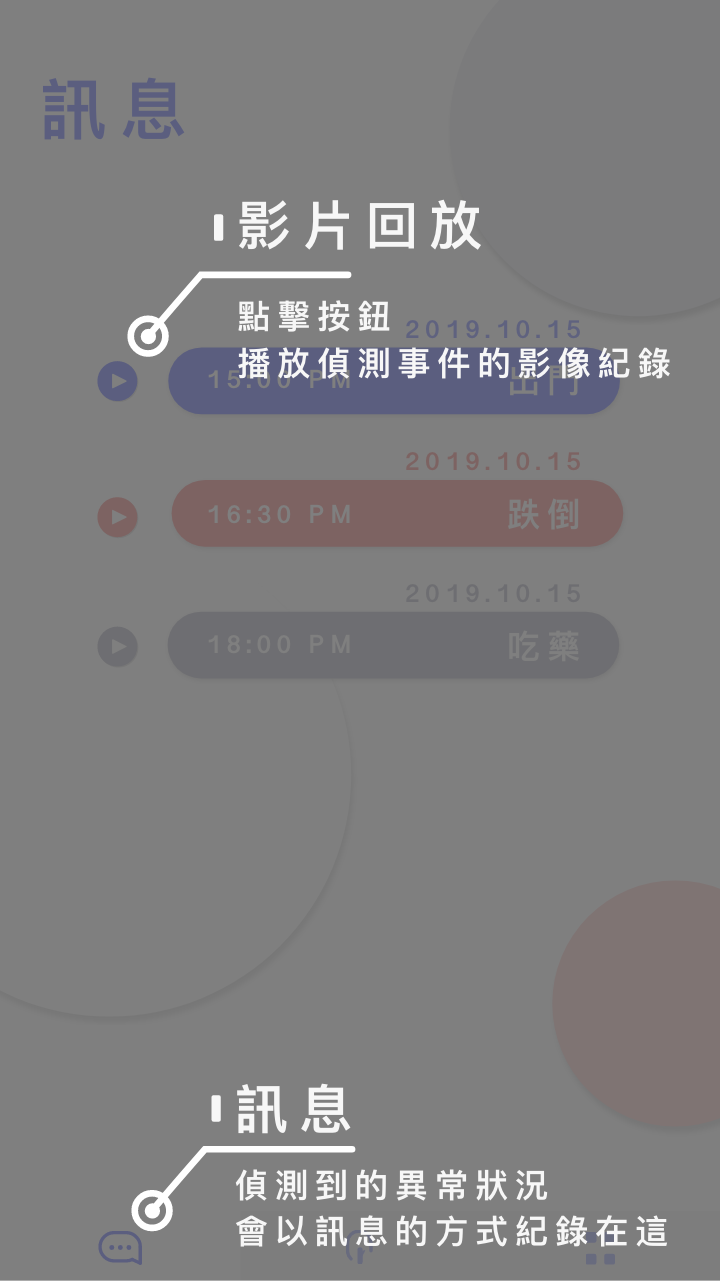 訊息
影片回放
點擊按鈕
2019.10.15
播放偵測事件的影像紀錄
15:00 PM 出門
2019.10.15
16:30 PM 跌倒
2019.10.15
18:00 PM 吃藥
訊息
偵測到的異常狀況
會以訊息的方式紀錄在這